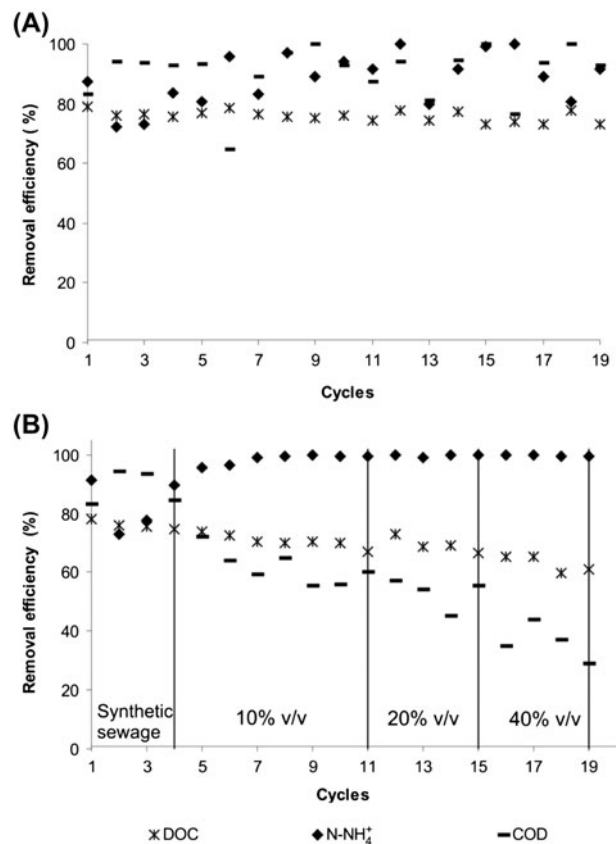 (A)
Removal efficiency ( %)
100
80
60
40
20
0
1 3 5 7 9 11 13 15 17 19
Cycles
(B)
Removal efficiency (%)
100
80
60
40
20
0
Synthetic
sewage
10% v/v 20% v/v 40% v/v
1 3 5 7 9 11 13 15 17 19
Cycles
DOC N-NH₄⁺ COD